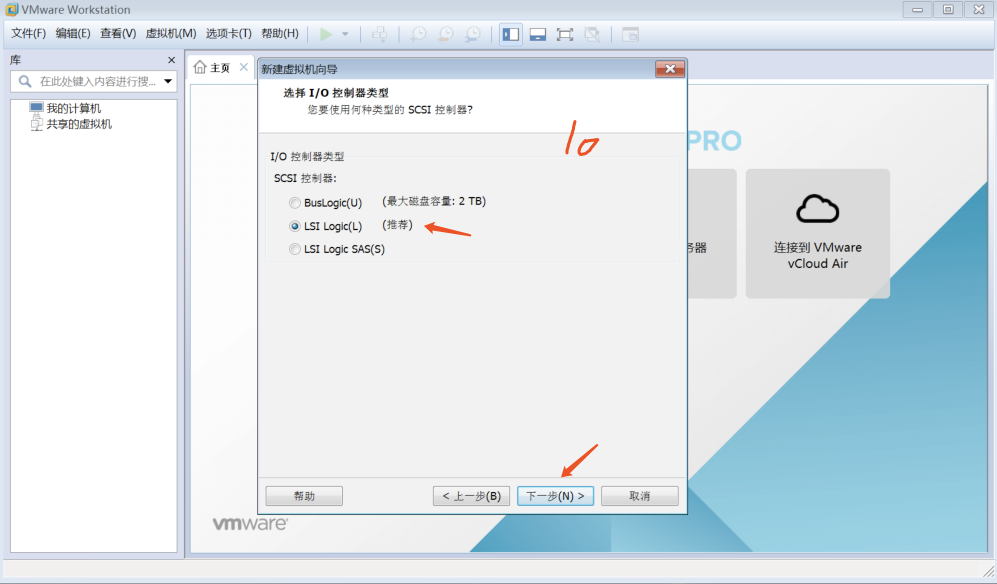 VMware Workstation
文件(F) 编辑(E) 查看(V) 虚拟机(M) 选项卡(T) 帮助(H)
库
在此处键入内容进行搜...
我的计算机
共享的虚拟机
主页
新建虚拟机向导
选择 I/O 控制器类型
您要使用何种类型的 SCSI 控制器?
10
PRO
I/O 控制器类型
SCSI 控制器:
BusLogic(U) (最大磁盘容量: 2 TB)
LSI Logic(L) (推荐)
LSI Logic SAS(S)
务器
连接到 VMware
vCloud Air
帮助 < 上一步(B) 下一步(N) > 取消
vmware